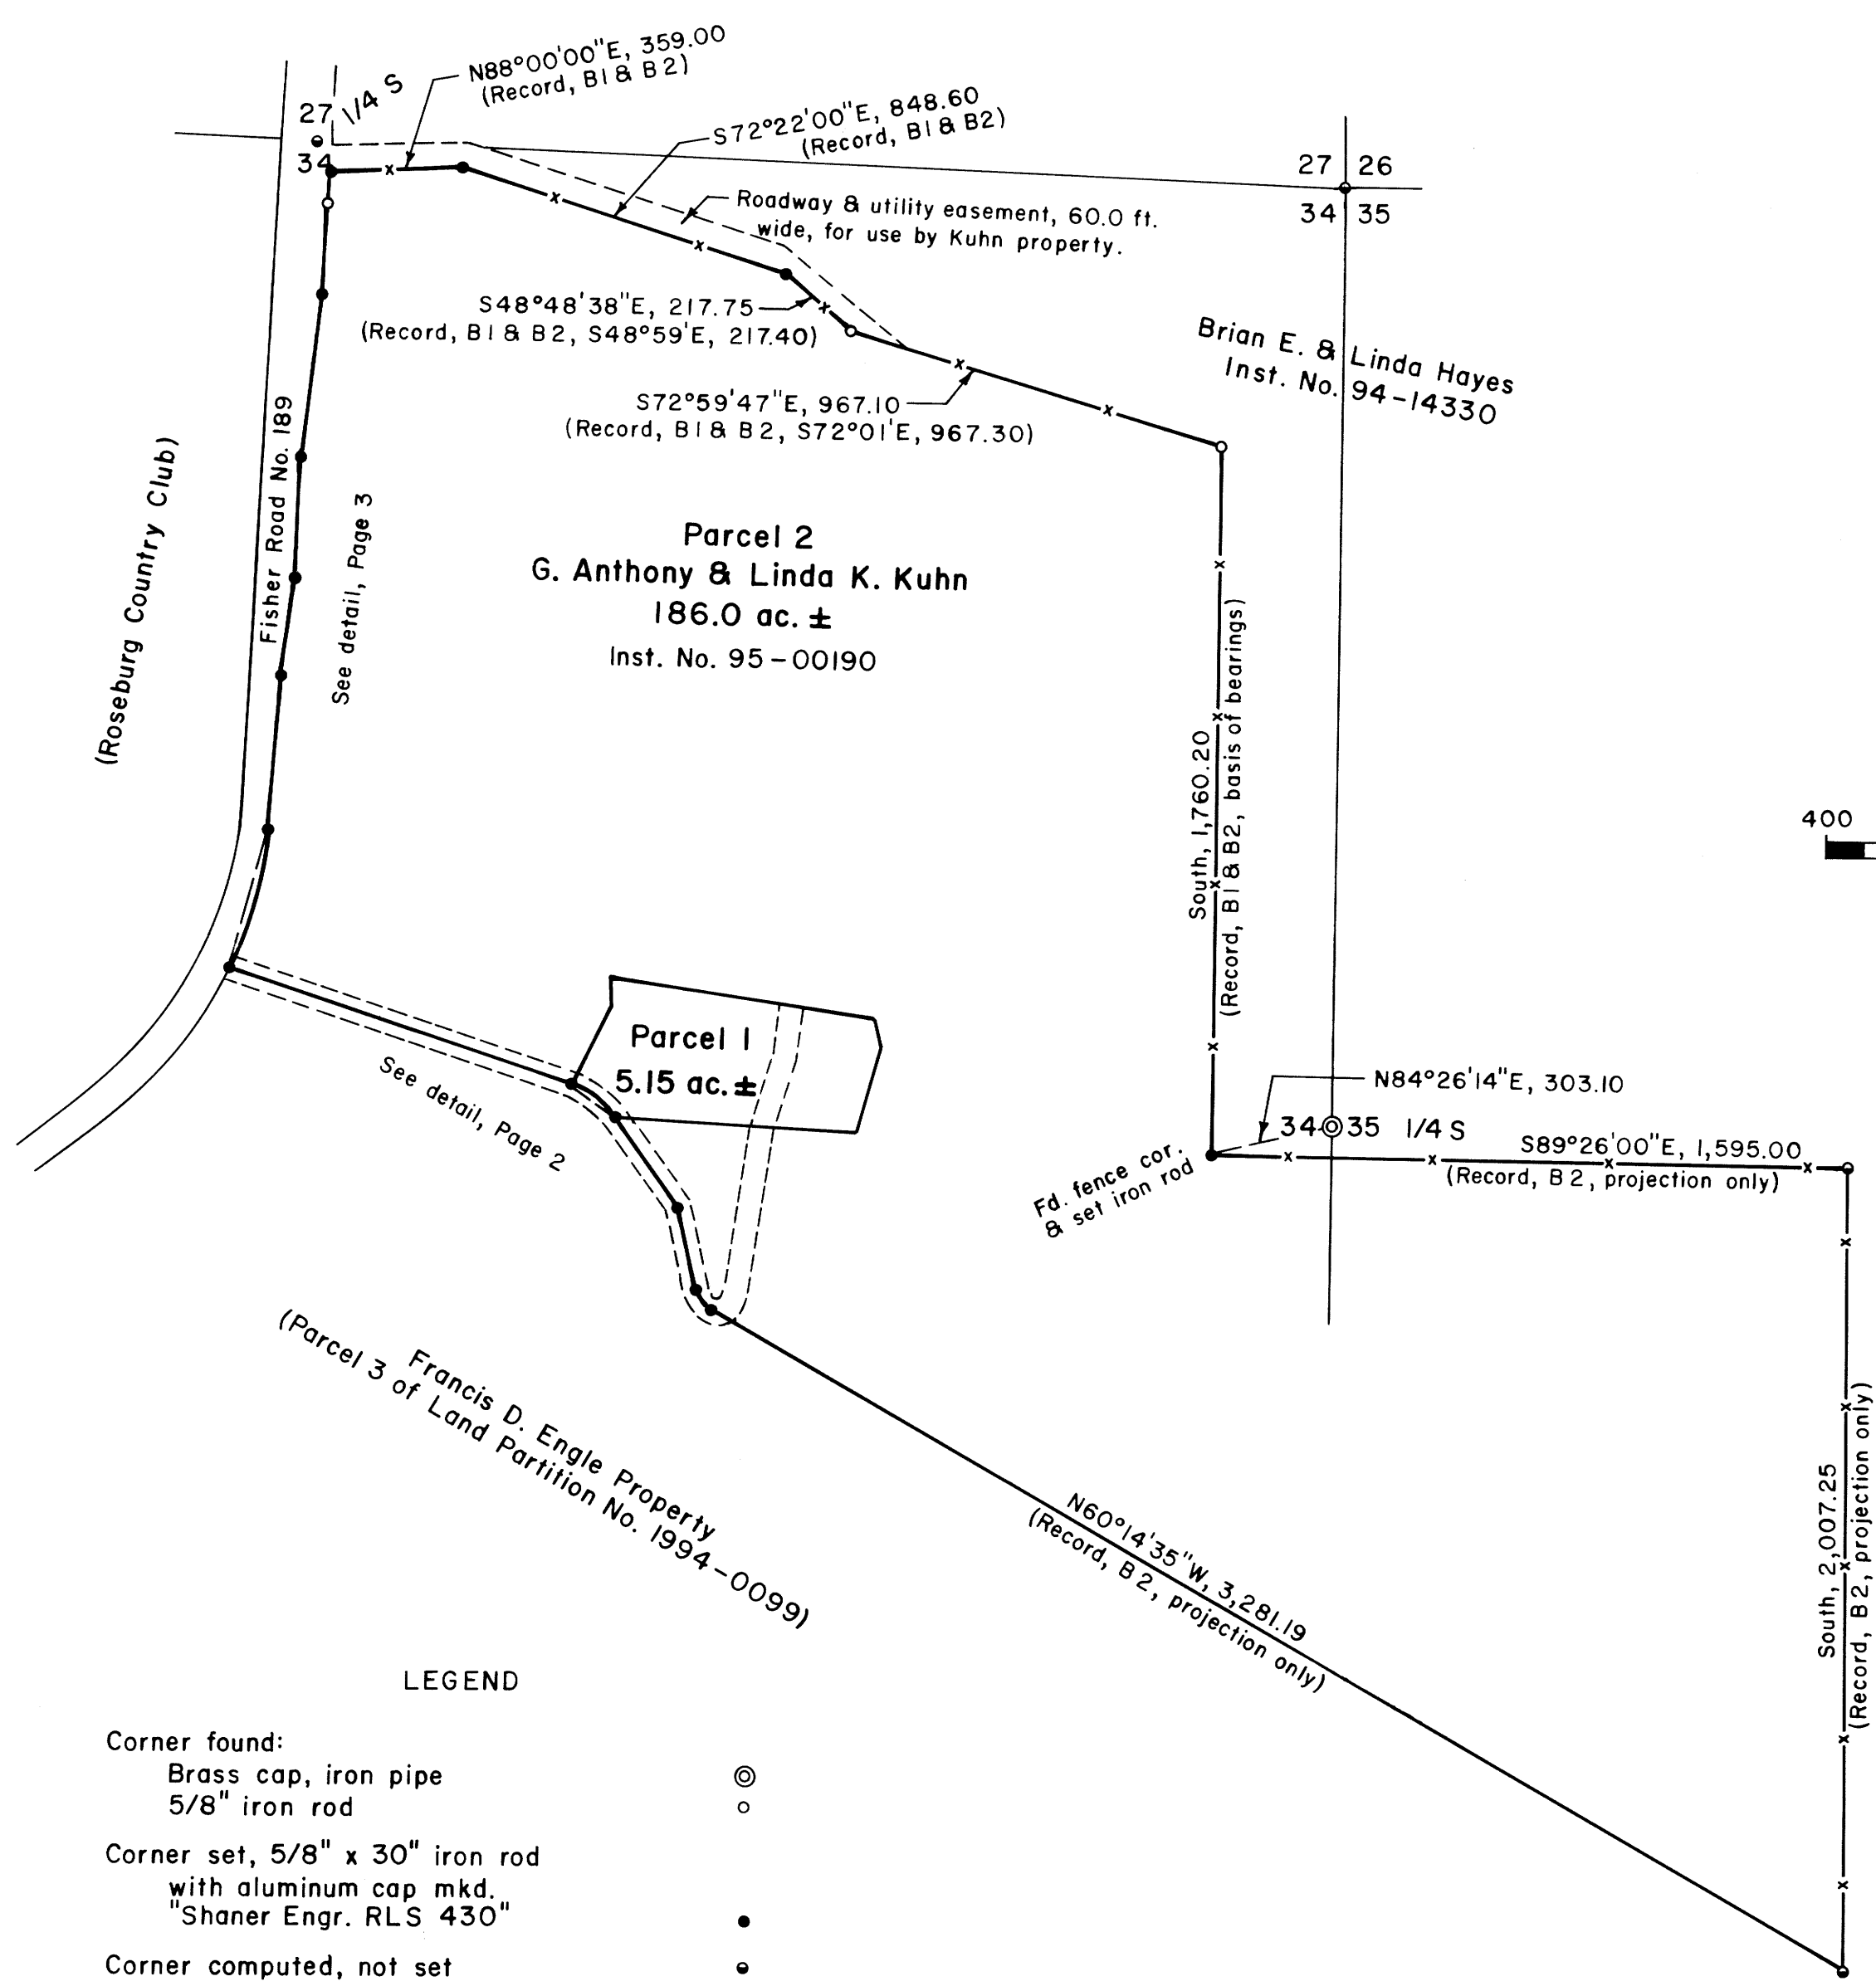 N88°00'00"E, 359.00
(Record, B1 & B2)
1/4 S
27
34
S72°22'00"E, 848.60
(Record, B1 & B2)
27 26
34 35
Roadway & utility easement, 60.0 ft.
wide, for use by Kuhn property.
S48°48'38"E, 217.75
(Record, B1 & B2, S48°59'E, 217.40)
Brian E. & Linda Hayes
Inst. No. 94-14330
S72°59'47"E, 967.10
(Record, B1 & B2, S72°01'E, 967.30)
(Roseburg Country Club)
Fisher Road No. 189
See detail, Page 3
Parcel 2
G. Anthony & Linda K. Kuhn
186.0 ac. ±
Inst. No. 95-00190
South, 1,760.20
(Record, B1 & B2, basis of bearings)
400
Parcel 1
5.15 ac. ±
See detail, Page 2
N84°26'14"E, 303.10
34 35 1/4 S
S89°26'00"E, 1,595.00
(Record, B2, projection only)
Fd. fence cor.
& set iron rod
Francis D. Engle Property
(Parcel 3 of Land Partition No. 1994-0099)
N60°14'35"W, 3,281.19
(Record, B2, projection only)
South, 2,007.25
(Record, B2, projection only)
LEGEND
Corner found:
Brass cap, iron pipe
5/8" iron rod
Corner set, 5/8" x 30" iron rod
with aluminum cap mkd.
"Shaner Engr. RLS 430"
Corner computed, not set